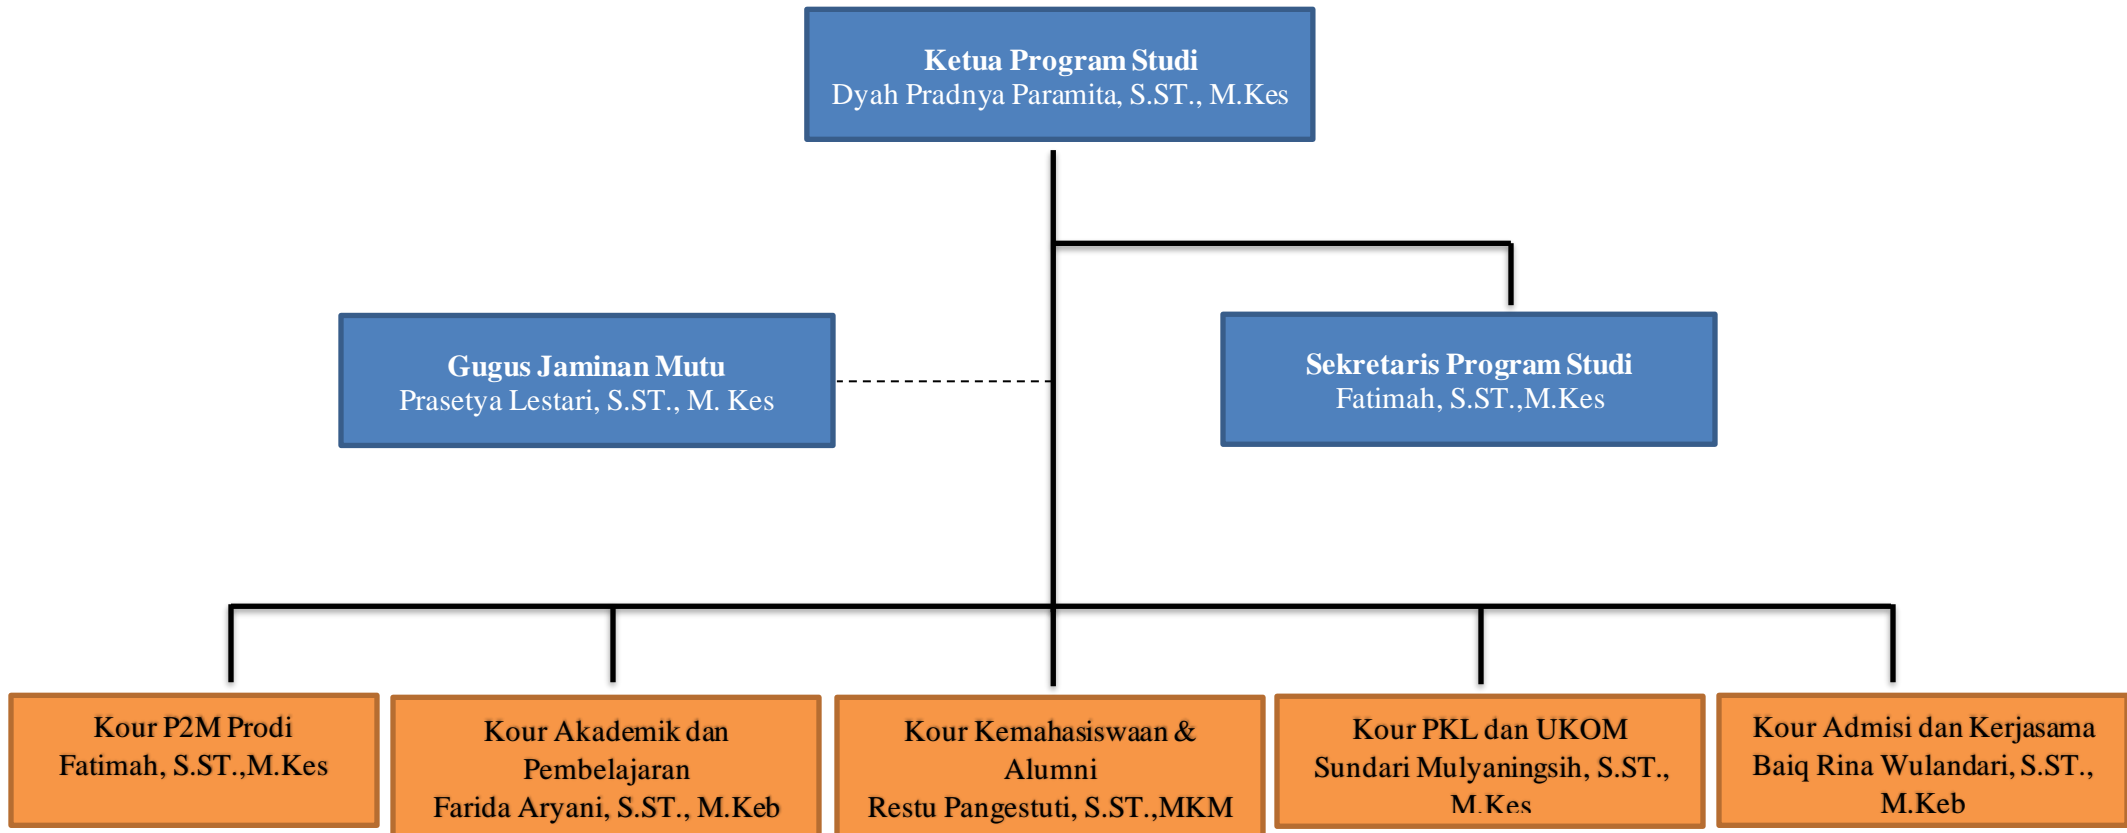 Ketua Program Studi
Dyah Pradnya Paramita, S.ST., M.Kes
Gugus Jaminan Mutu
Prasetya Lestari, S.ST., M. Kes
Sekretaris Program Studi
Fatimah, S.ST.,M.Kes
Kour P2M Prodi
Fatimah, S.ST.,M.Kes
Kour Akademik dan
Pembelajaran
Farida Aryani, S.ST., M.Keb
Kour Kemahasiswaan &
Alumni
Restu Pangestuti, S.ST.,MKM
Kour PKL dan UKOM
Sundari Mulyaningsih, S.ST.,
M.Kes
Kour Admisi dan Kerjasama
Baiq Rina Wulandari, S.ST.,
M.Keb